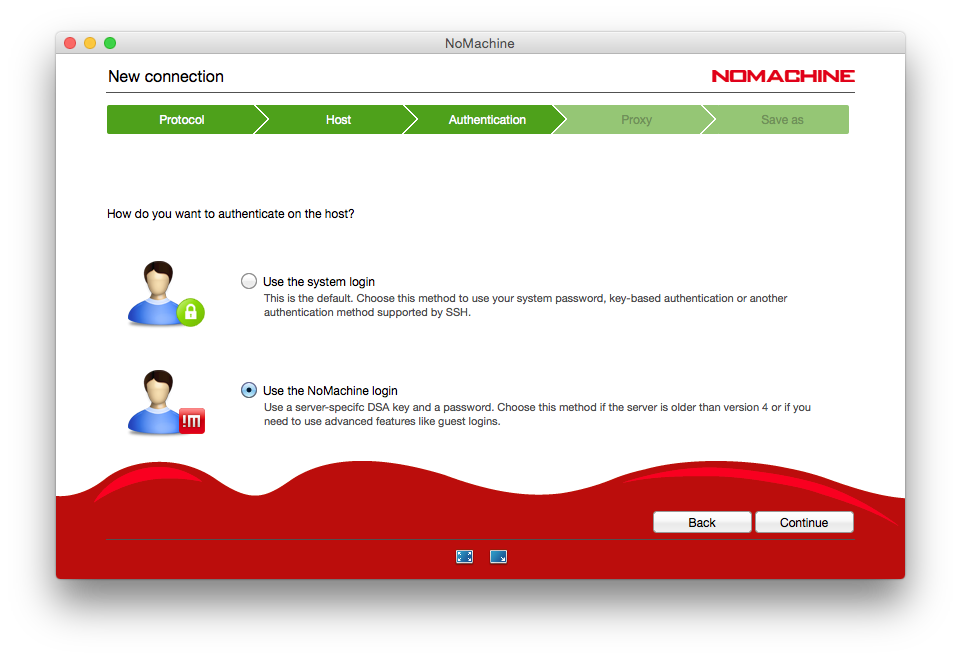 NoMachine
New connection
NOMACHINE
Protocol
Host
Authentication
Proxy
Save as
How do you want to authenticate on the host?
Use the system login
This is the default. Choose this method to use your system password, key-based authentication or another
authentication method supported by SSH.
Use the NoMachine login
!m
Use a server-specifc DSA key and a password. Choose this method if the server is older than version 4 or if you
need to use advanced features like guest logins.
Back
Continue